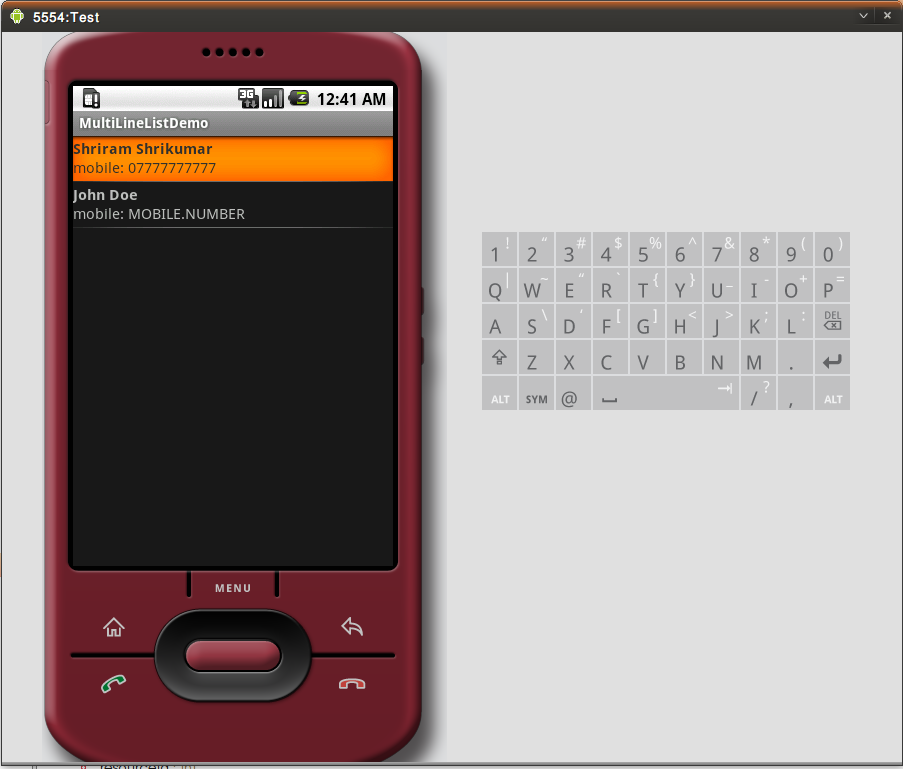 5554:Test
3G 12:41 AM
MultiLineListDemo
Shriram Shrikumar
mobile: 07777777777
John Doe
mobile: MOBILE.NUMBER
MENU
1 ! 2 “ 3 # 4 $ 5 % 6 ^ 7 & 8 * 9 ( 0 )
Q | W ~ E “ R ` T { Y } U _ I - O + P =
A S \ D ‘ F [ G ] H < J > K ; L : DEL
Z X C V B N M .
ALT SYM @ / ? , ALT